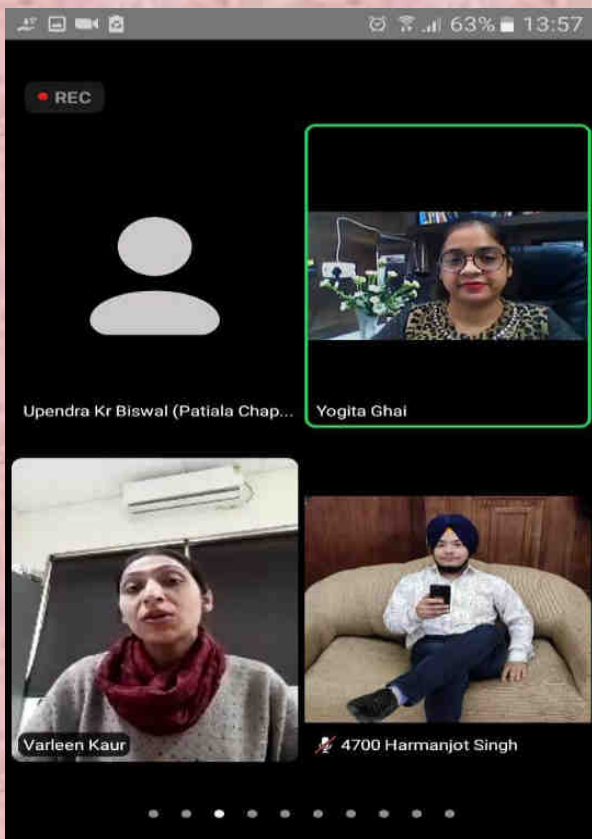 63% 13:57
REC
Upendra Kr Biswal (Patiala Chap...
Yogita Ghai
Varleen Kaur
4700 Harmanjot Singh